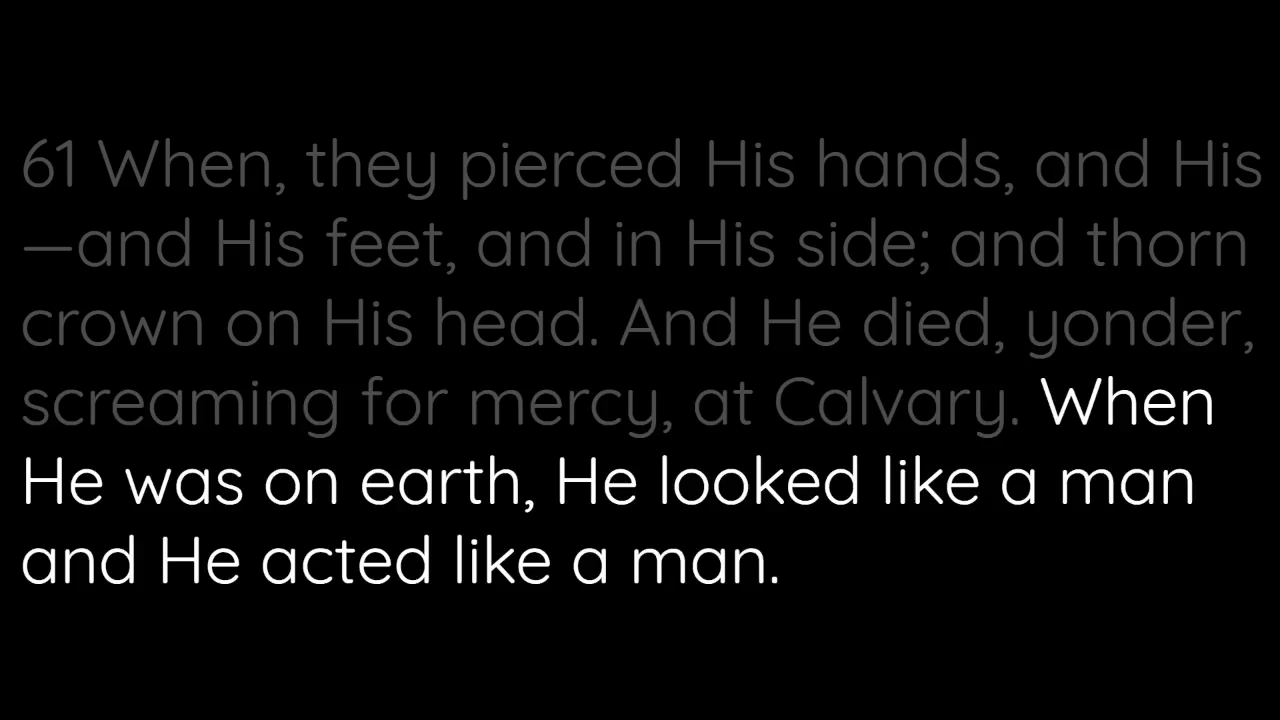 61 When, they pierced His hands, and His
—and His feet, and in His side; and thorn
crown on His head. And He died, yonder,
screaming for mercy, at Calvary. When
He was on earth, He looked like a man
and He acted like a man.